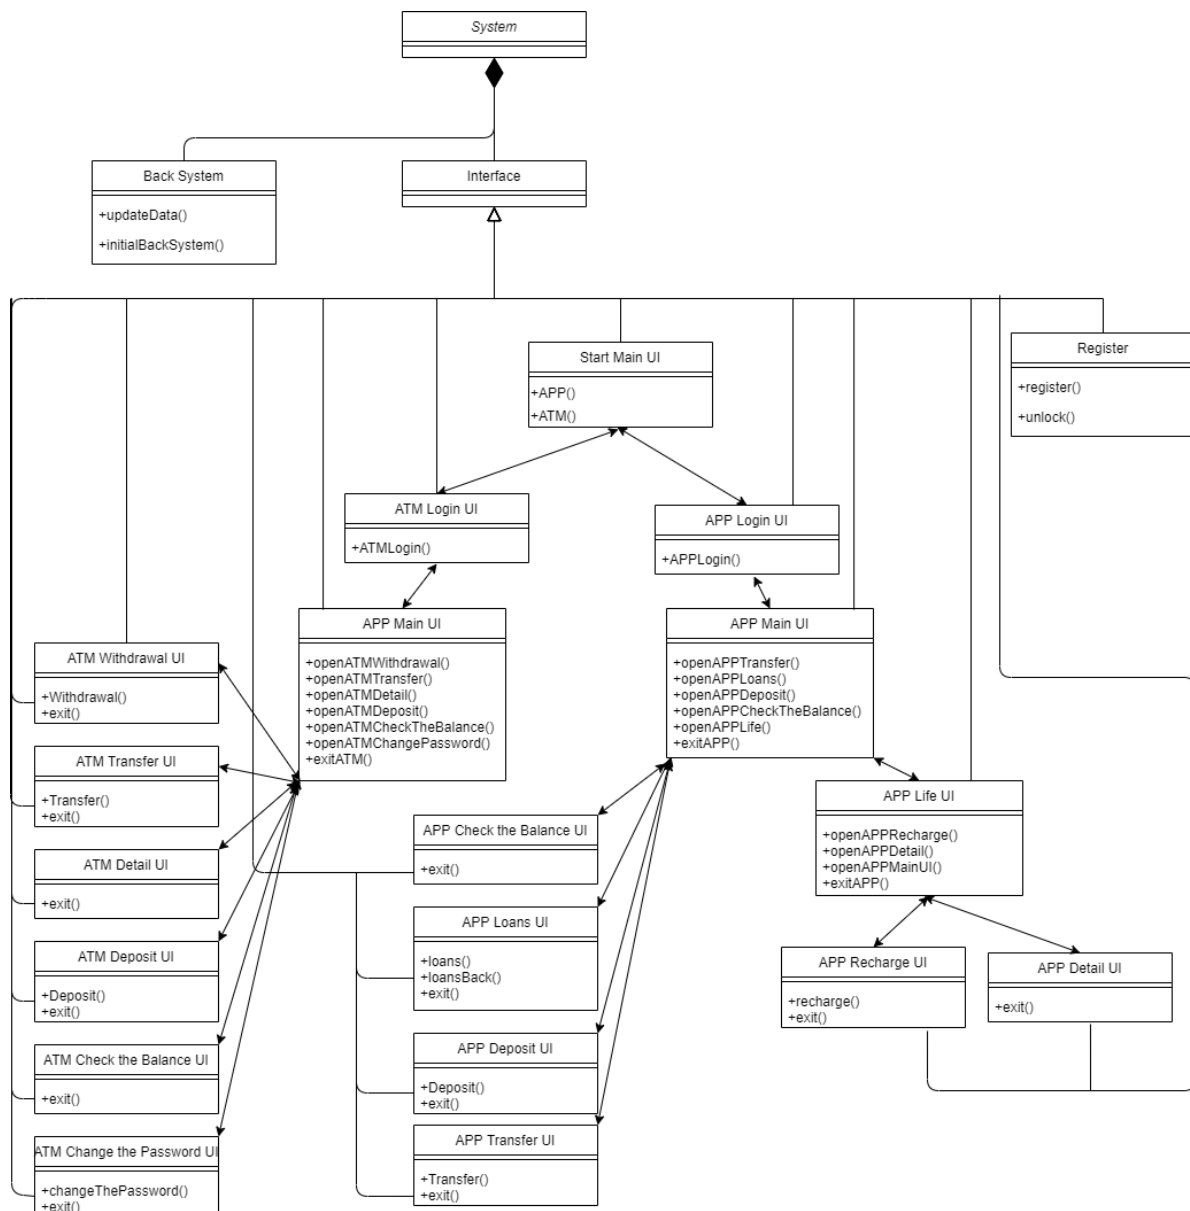 System
Back System
+updateData()
+initialBackSystem()
Interface
Start Main UI
+APP()
+ATM()
Register
+register()
+unlock()
ATM Login UI
+ATMLogin()
APP Login UI
+APPLogin()
APP Main UI
+openATMWithdrawal()
+openATMTransfer()
+openATMDetail()
+openATMDeposit()
+openATMCheckTheBalance()
+openATMChangePassword()
+exitATM()
APP Main UI
+openAPPTransfer()
+openAPPLoans()
+openAPPDeposit()
+openAPPCheckTheBalance()
+openAPPLife()
+exitAPP()
ATM Withdrawal UI
+Withdrawal()
+exit()
ATM Transfer UI
+Transfer()
+exit()
ATM Detail UI
+exit()
ATM Deposit UI
+Deposit()
+exit()
ATM Check the Balance UI
+exit()
ATM Change the Password UI
+changeThePassword()
+exit()
APP Check the Balance UI
+exit()
APP Loans UI
+loans()
+loansBack()
+exit()
APP Deposit UI
+Deposit()
+exit()
APP Transfer UI
+Transfer()
+exit()
APP Life UI
+openAPPRecharge()
+openAPPDetail()
+openAPPMainUI()
+exitAPP()
APP Recharge UI
+recharge()
+exit()
APP Detail UI
+exit()